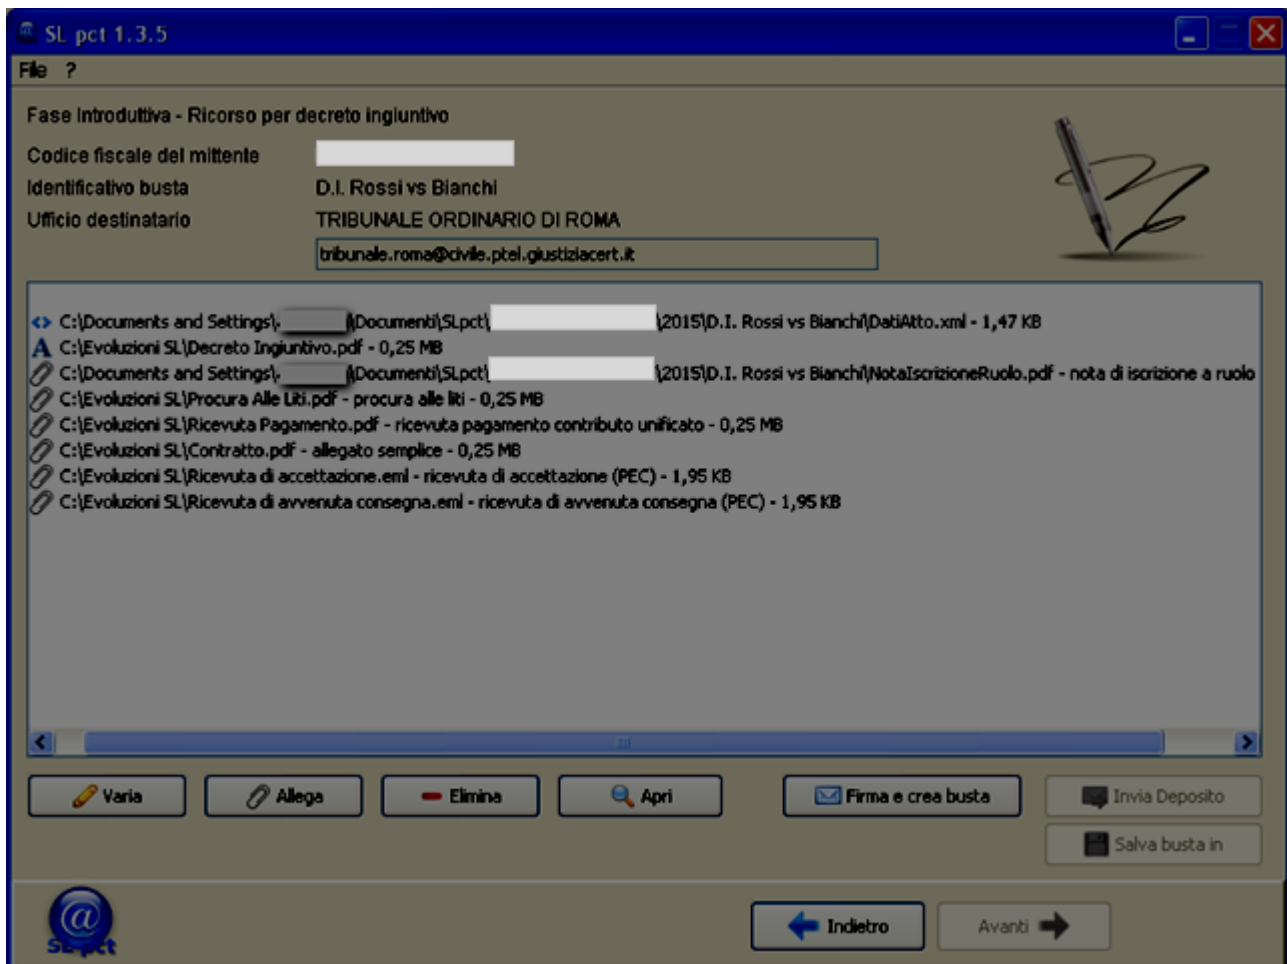 SL pct 1.3.5
File ?
Fase Introduttiva - Ricorso per decreto ingiuntivo
Codice fiscale del mittente
Identificativo busta D.I. Rossi vs Bianchi
Ufficio destinatario TRIBUNALE ORDINARIO DI ROMA
tribunale.roma@civile.ptel.giustiziacert.it
C:\Documents and Settings\ \Documenti\SLpct\ \2015\D.I. Rossi vs Bianchi\DatiAtto.xml - 1,47 KB
A C:\Evoluzioni SL\Decreto Ingiuntivo.pdf - 0,25 MB
C:\Documents and Settings\ \Documenti\SLpct\ \2015\D.I. Rossi vs Bianchi\NotaIscrizioneRuolo.pdf - nota di iscrizione a ruolo
C:\Evoluzioni SL\Procura Alle Liti.pdf - procura alle liti - 0,25 MB
C:\Evoluzioni SL\Ricevuta Pagamento.pdf - ricevuta pagamento contributo unificato - 0,25 MB
C:\Evoluzioni SL\Contratto.pdf - allegato semplice - 0,25 MB
C:\Evoluzioni SL\Ricevuta di accettazione.eml - ricevuta di accettazione (PEC) - 1,95 KB
C:\Evoluzioni SL\Ricevuta di avvenuta consegna.eml - ricevuta di avvenuta consegna (PEC) - 1,95 KB
Varia Allega Elimina Apri Firma e crea busta Invia Deposito
Salva busta in
@
SL pct
Indietro Avanti